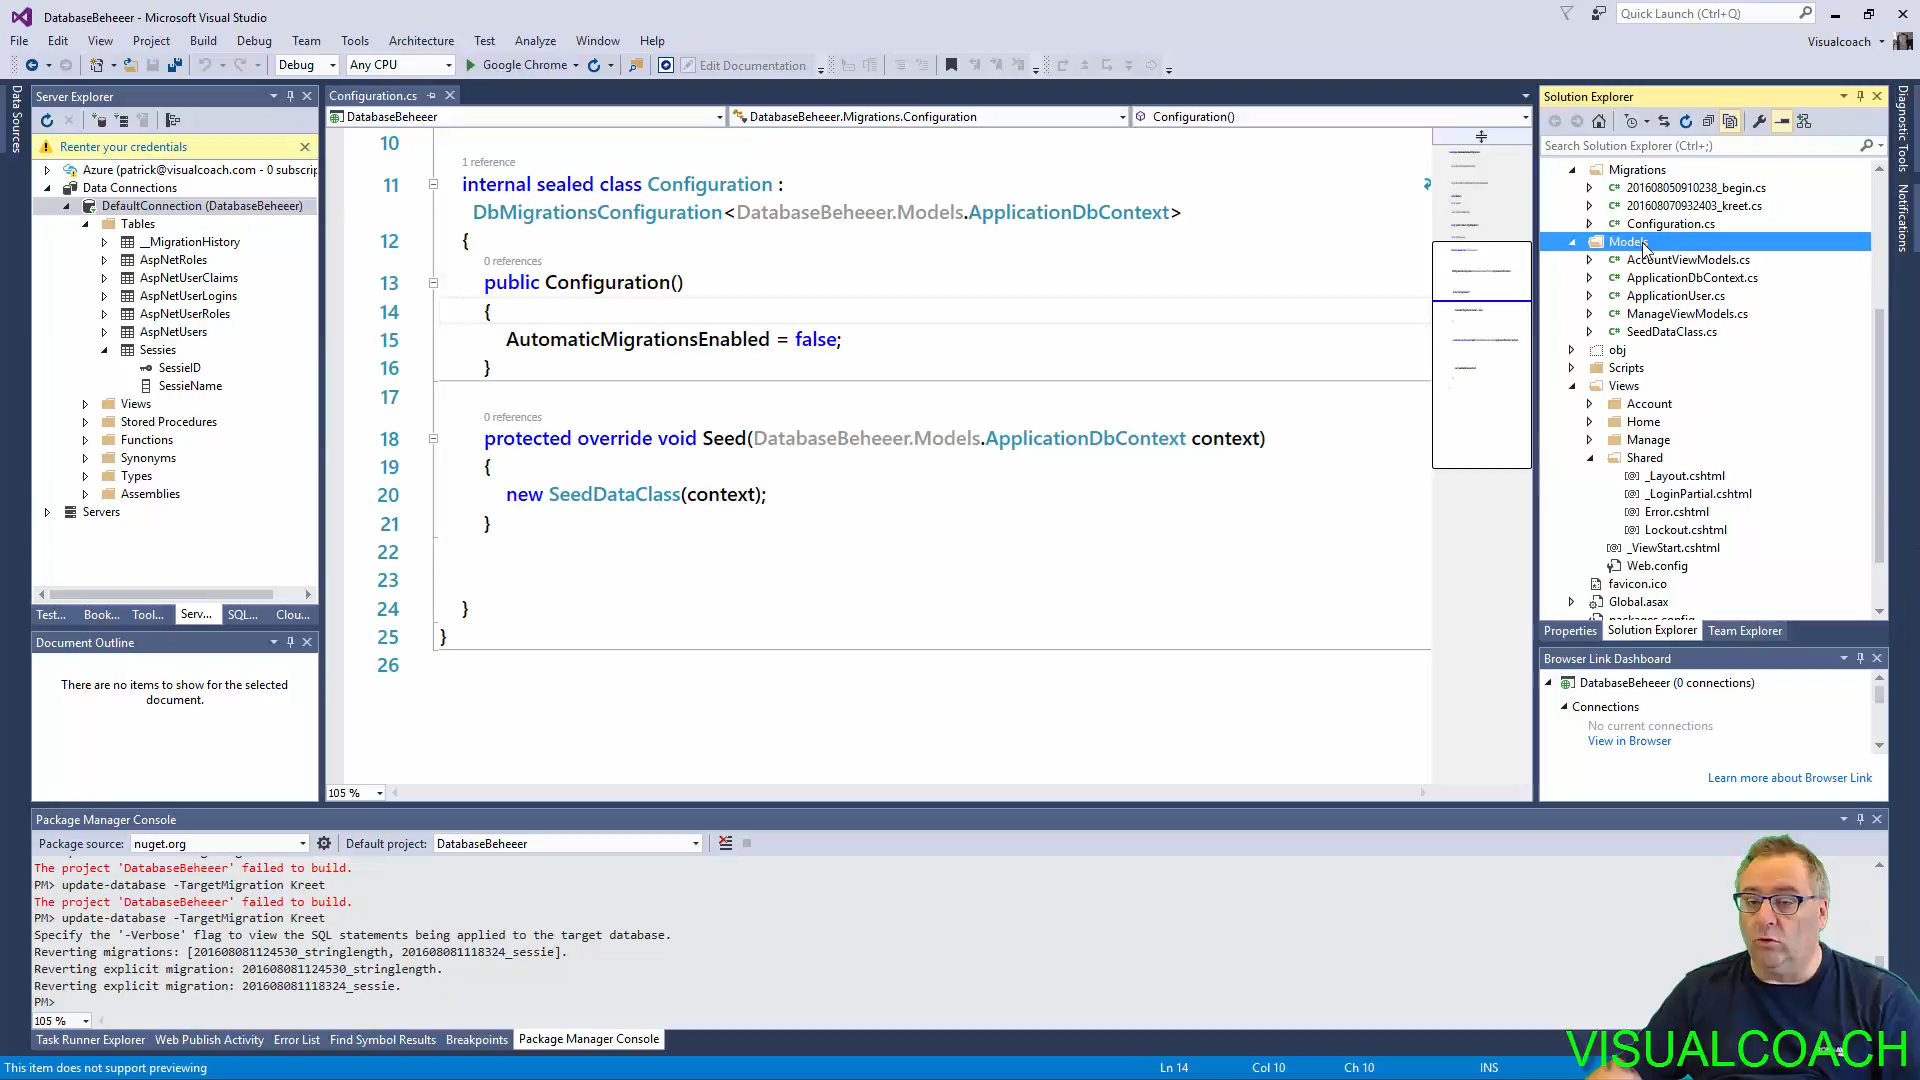 DatabaseBeheeer - Microsoft Visual Studio
Quick Launch (Ctrl+Q)
File Edit View Project Build Debug Team Tools Architecture Test Analyze Window Help
Visualcoach
Debug Any CPU Google Chrome Edit Documentation
Data Sources
Server Explorer
Reenter your credentials
Azure (patrick@visualcoach.com - 0 subscrip
Data Connections
DefaultConnection (DatabaseBeheeer)
Tables
__MigrationHistory
AspNetRoles
AspNetUserClaims
AspNetUserLogins
AspNetUserRoles
AspNetUsers
Sessies
SessieID
SessieName
Views
Stored Procedures
Functions
Synonyms
Types
Assemblies
Servers
Test... Book... Tool... Serv... SQL... Clou...
Document Outline
There are no items to show for the selected
document.
Configuration.cs
DatabaseBeheeer DatabaseBeheeer.Migrations.Configuration Configuration()
10
1 reference
11 internal sealed class Configuration :
DbMigrationsConfiguration<DatabaseBeheeer.Models.ApplicationDbContext>
12 {
0 references
13 public Configuration()
14 {
15 AutomaticMigrationsEnabled = false;
16 }
17
0 references
18 protected override void Seed(DatabaseBeheeer.Models.ApplicationDbContext context)
19 {
20 new SeedDataClass(context);
21 }
22
23
24 }
25 }
26
105 %
Solution Explorer
Search Solution Explorer (Ctrl+;)
Migrations
201608050910238_begin.cs
201608070932403_kreet.cs
Configuration.cs
Models
AccountViewModels.cs
ApplicationDbContext.cs
ApplicationUser.cs
ManageViewModels.cs
SeedDataClass.cs
obj
Scripts
Views
Account
Home
Manage
Shared
_Layout.cshtml
_LoginPartial.cshtml
Error.cshtml
Lockout.cshtml
_ViewStart.cshtml
Web.config
favicon.ico
Global.asax
packages.config
Properties Solution Explorer Team Explorer
Browser Link Dashboard
DatabaseBeheeer (0 connections)
Connections
No current connections
View in Browser
Learn more about Browser Link
Diagnostic Tools
Notifications
Package Manager Console
Package source: nuget.org Default project: DatabaseBeheeer
The project 'DatabaseBeheeer' failed to build.
PM> update-database -TargetMigration Kreet
The project 'DatabaseBeheeer' failed to build.
PM> update-database -TargetMigration Kreet
Specify the '-Verbose' flag to view the SQL statements being applied to the target database.
Reverting migrations: [201608081124530_stringlength, 201608081118324_sessie].
Reverting explicit migration: 201608081124530_stringlength.
Reverting explicit migration: 201608081118324_sessie.
PM>
105 %
Task Runner Explorer Web Publish Activity Error List Find Symbol Results Breakpoints Package Manager Console
This item does not support previewing Ln 14 Col 10 Ch 10 INS
VISUALCOACH